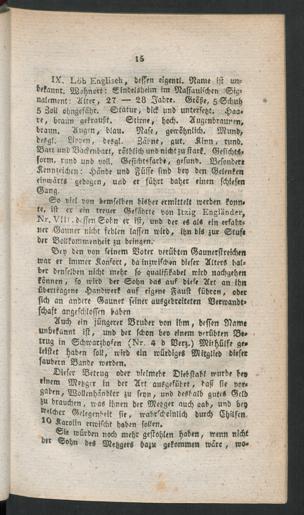 15
IX. Löb Englisch, dessen eigentl. Name ist un-
bekannt. Wohnort: Sindelsheim im Nassauischen Sig-
nalement: Alter, 27 — 28 Jahre. Größe, 5 Schuh
5 Zoll ohngefähr. Statur, dick und untersetzt. Haa-
re, braun gekraußt. Stirne, hoch. Augenbraunen,
braun. Augen, blau. Nase, gewöhnlich. Mund,
desgl. Lippen, desgl. Zähne, gut. Kinn, rund.
Bart und Backenbart, röthlich und nicht zu stark. Gesichts-
form, rund und voll. Gesichtsfarbe, gesund. Besondere
Kennzeichen: Hände und Füße sind bey den Gelenken
einwärts gebogen, und er führt daher einen schiefen
Gang.
So viel von demselben bisher ermittelt werden konn-
te, ist er ein treuer Gefährte von Itzig Engländer,
Nr. VII: dessen Sohn er ist, und der es als ein erfahr-
ner Gauner nicht fehlen lassen wird, ihn bis zur Stufe
der Vollkommenheit zu bringen.
Bey den von seinem Vater verübten Gaunerstreichen
war er immer Konsort, da inzwischen dieser Alters hal-
ber denselben nicht mehr so qualifikabel wird nachgehen
können, so wird der Sohn das auf diese Art an ihn
übertragene Handwerk auf eigene Faust führen, oder
sich an andere Gauner seiner ausgebreiteten Verwand-
schaft angeschlossen haben
Auch ein jüngerer Bruder von ihm, dessen Name
unbekannt ist, und der schon den einem verübten Be-
trug in Schwarzhofen (Nr. 4 d Verz.) Mithülfe ge-
leistet haben soll, wird ein würdiges Mitglied dieser
saubern Bande werden.
Dieser Betrug oder vielmehr Diebstahl wurde bey
einem Metzger in der Art ausgeführt, daß sie vor-
gaben, Wollenhändler zu seyn, und deshalb gutes Geld
zu brauchen, was ihnen der Metzger auch gab, und bey
welcher Gelegenheit sie, wahrscheinlich durch Chilfen,
10 Karolin erwischt haben sollen.
Sie würden noch mehr gestohlen haben, wenn nicht
der Sohn des Metzgers dazu gekommen wäre, wo-